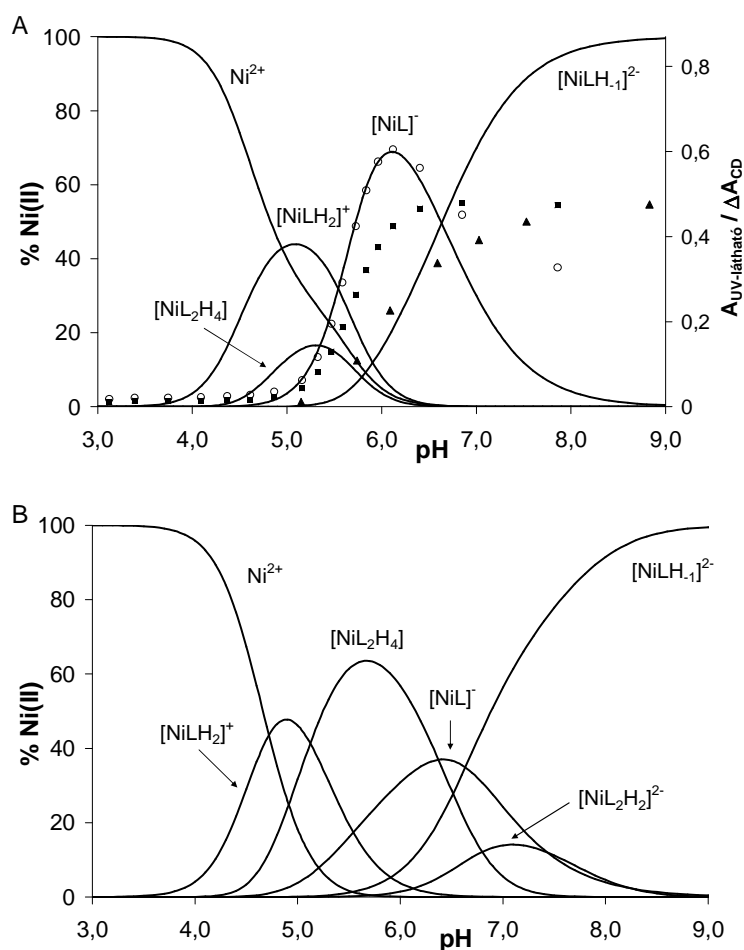 A
100
80
60
40
20
0
% Ni(II)
Ni²⁺
[NiLH₋₁]²⁻
[NiL]⁻
[NiLH₂]⁺
[NiL₂H₄]
0,8
0,6
0,4
0,2
0
A_UV-látható / ΔA_CD
3,0 4,0 5,0 6,0 7,0 8,0 9,0
pH
B
100
80
60
40
20
0
% Ni(II)
Ni²⁺
[NiLH₋₁]²⁻
[NiL₂H₄]
[NiL]⁻
[NiLH₂]⁺
[NiL₂H₂]²⁻
3,0 4,0 5,0 6,0 7,0 8,0 9,0
pH